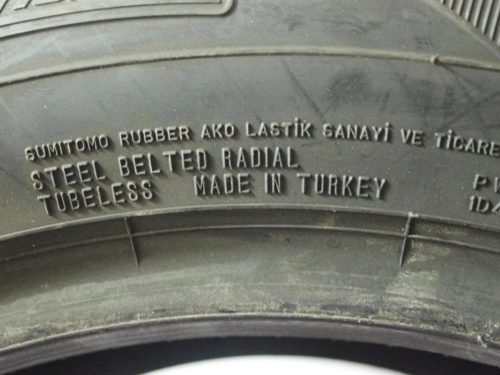 SUMITOMO RUBBER AKO LASTİK SANAYİ VE TİCARE
STEEL BELTED RADIAL
TUBELESS MADE IN TURKEY